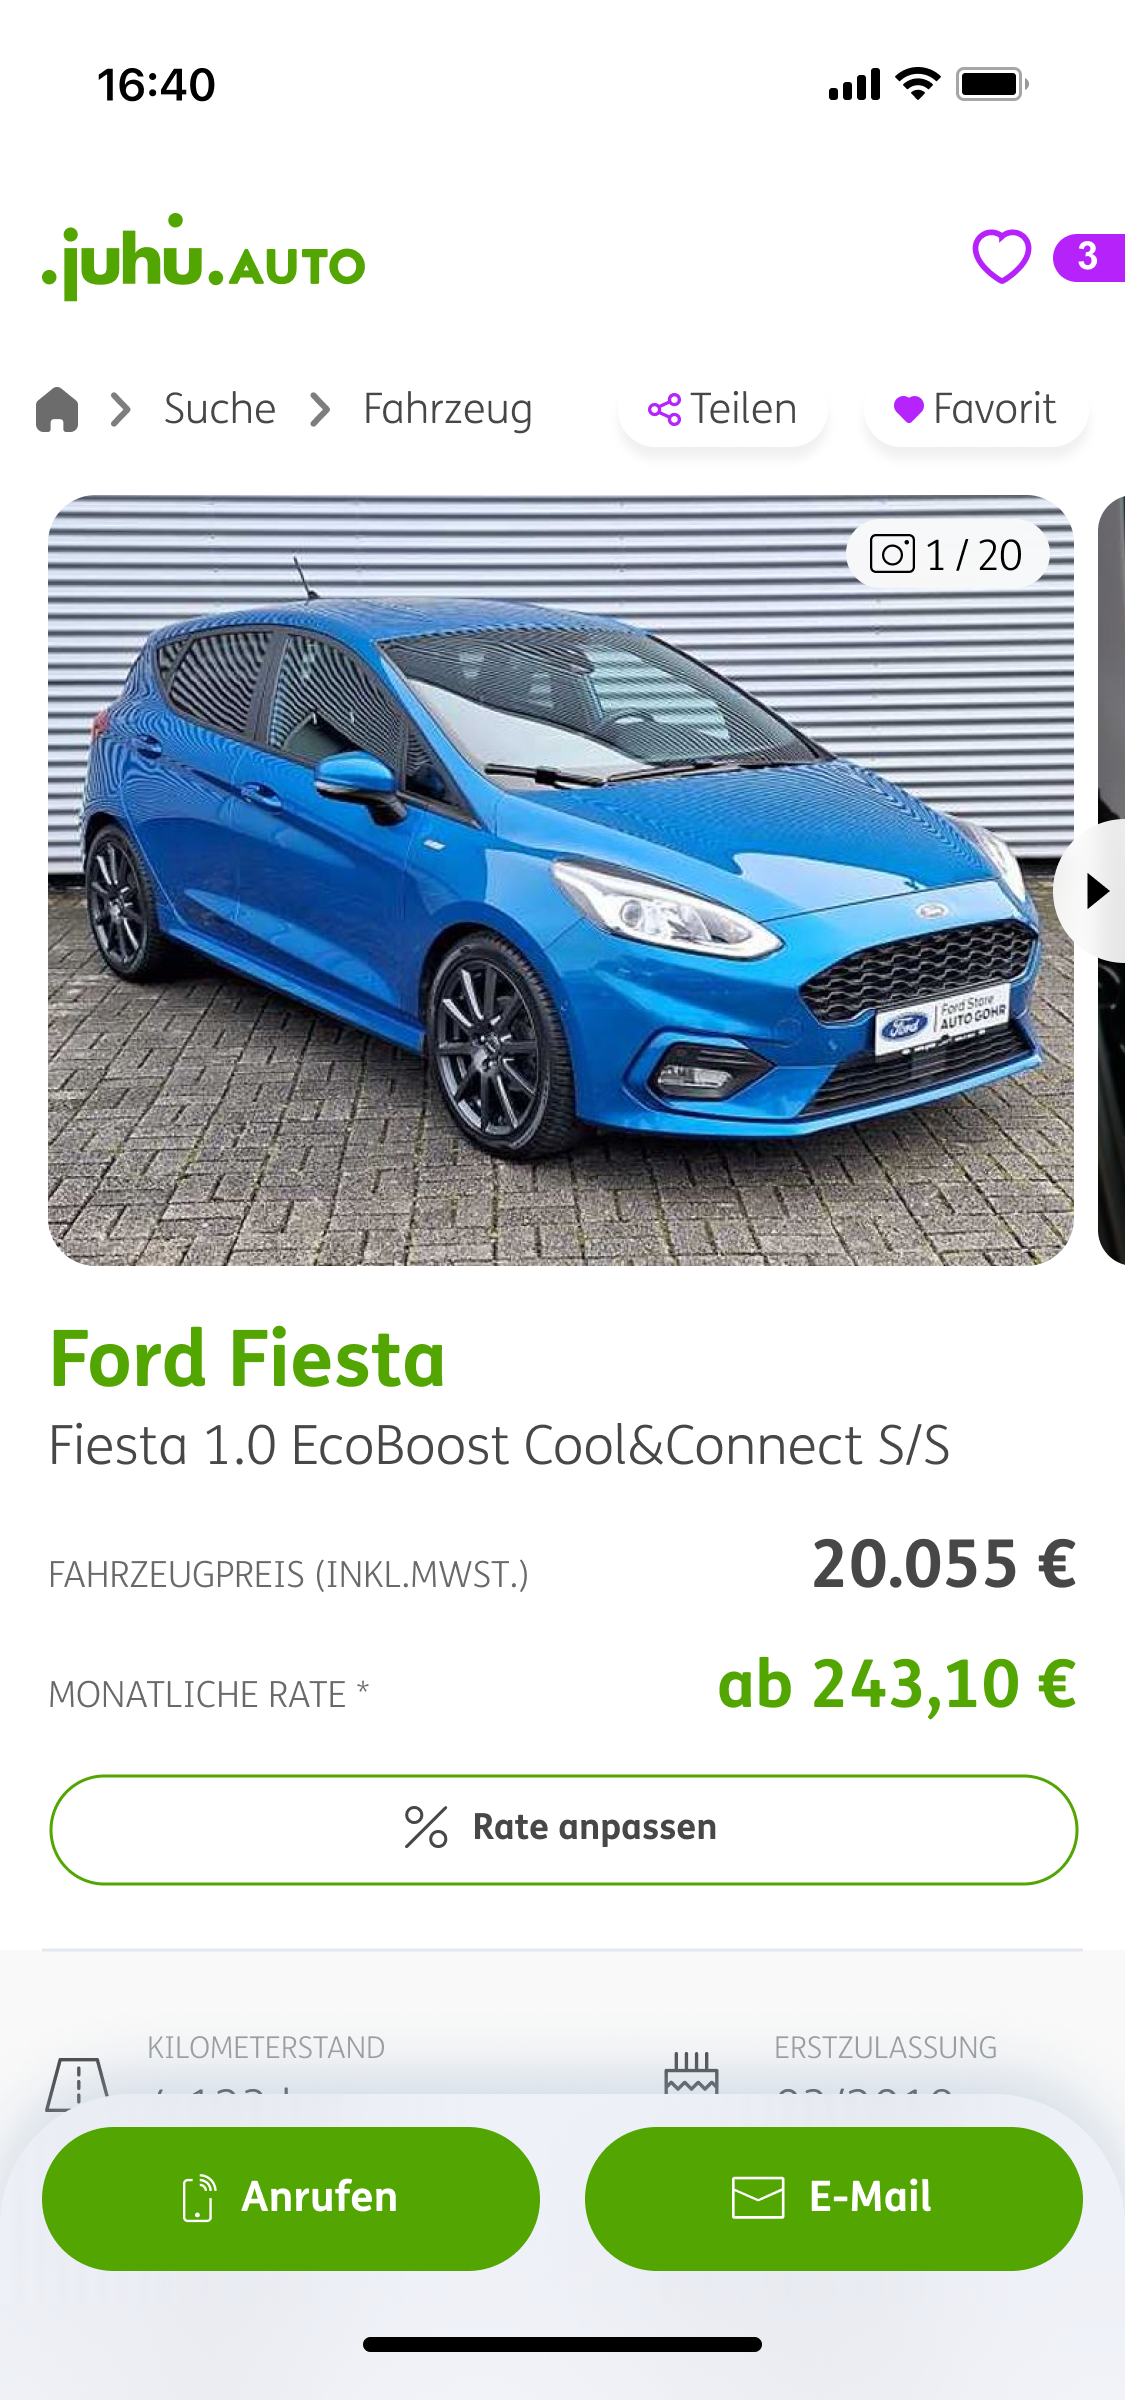 16:40
.juhu.AUTO
3
Suche
Fahrzeug
Teilen
Favorit
1 / 20
Ford Store
Ford
AUTO GOHR
Ford Fiesta
Fiesta 1.0 EcoBoost Cool&Connect S/S
FAHRZEUGPREIS (INKL.MWST.) 20.055 €
MONATLICHE RATE * ab 243,10 €
Rate anpassen
KILOMETERSTAND
ERSTZULASSUNG
Anrufen
E-Mail